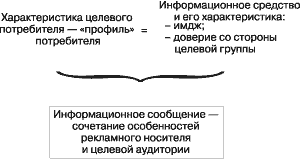 Характеристика целевого
потребителя — «профиль»
потребителя
=
Информационное средство
и его характеристика:
– имдж;
– доверие со стороны
целевой группы
Информационное сообщение —
сочетание особенностей
рекламного носителя
и целевой аудитории